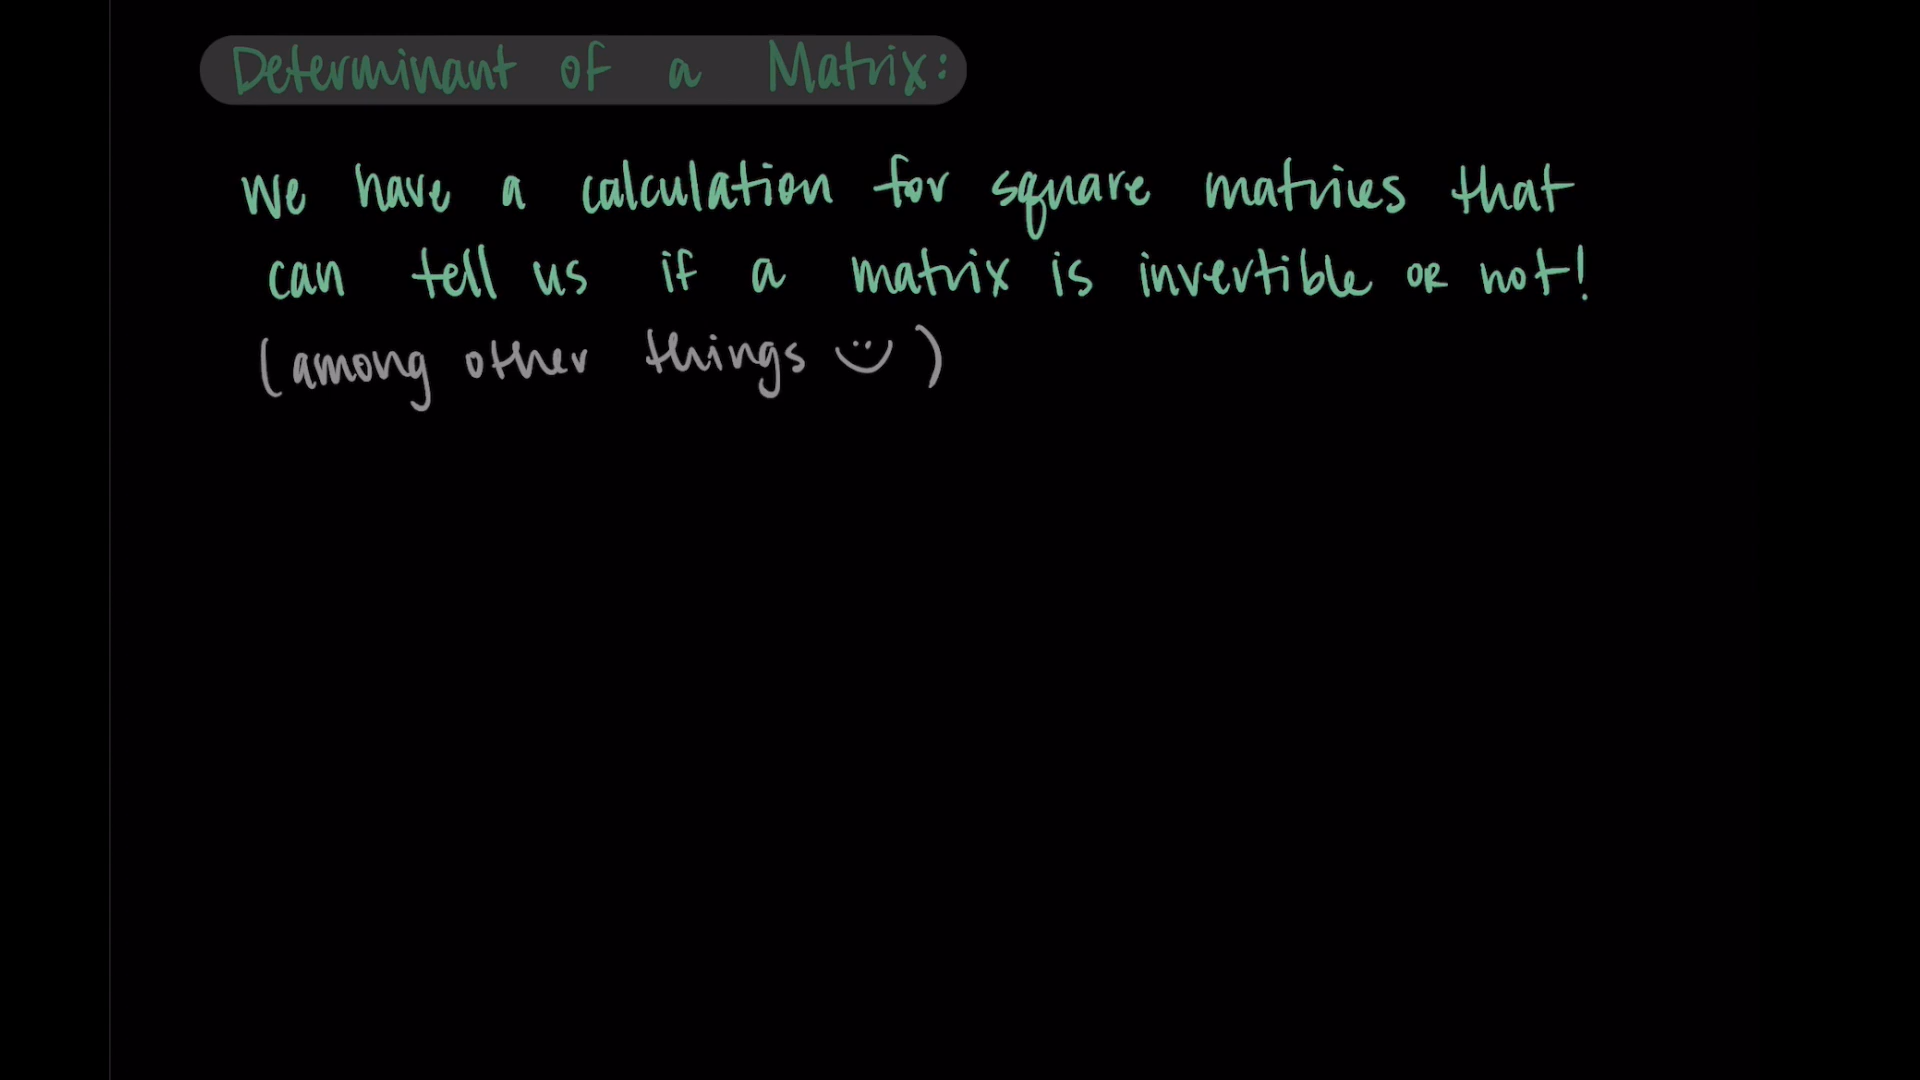 Determinant of a Matrix:
We have a calculation for square matrices that
can tell us if a matrix is invertible OR not!
(among other things ☺)